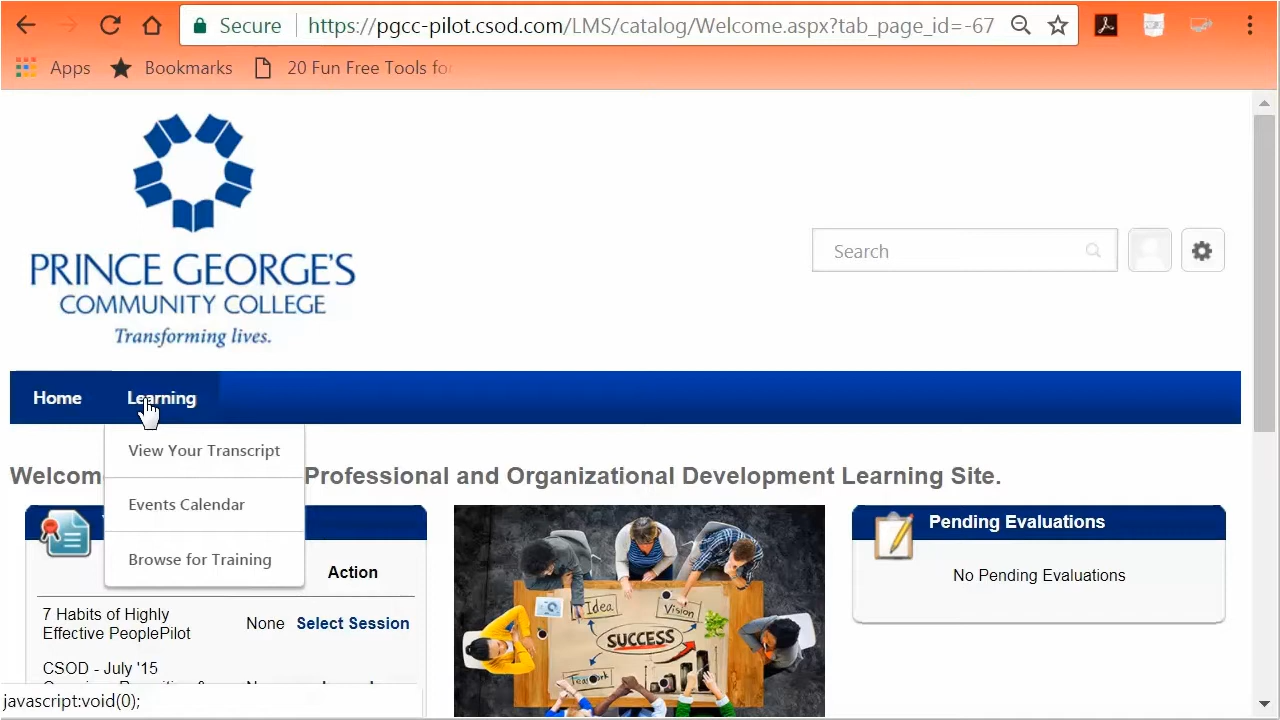 Secure
https://pgcc-pilot.csod.com/LMS/catalog/Welcome.aspx?tab_page_id=-67
Apps
Bookmarks
20 Fun Free Tools fo
PRINCE GEORGE'S
COMMUNITY COLLEGE
Transforming lives.
Search
Home
Learning
View Your Transcript
Events Calendar
Browse for Training
Welcom Professional and Organizational Development Learning Site.
Action
7 Habits of Highly
Effective PeoplePilot
None
Select Session
CSOD - July '15
Idea
Vision
SUCCESS
Teamwork
Pending Evaluations
No Pending Evaluations
javascript:void(0);